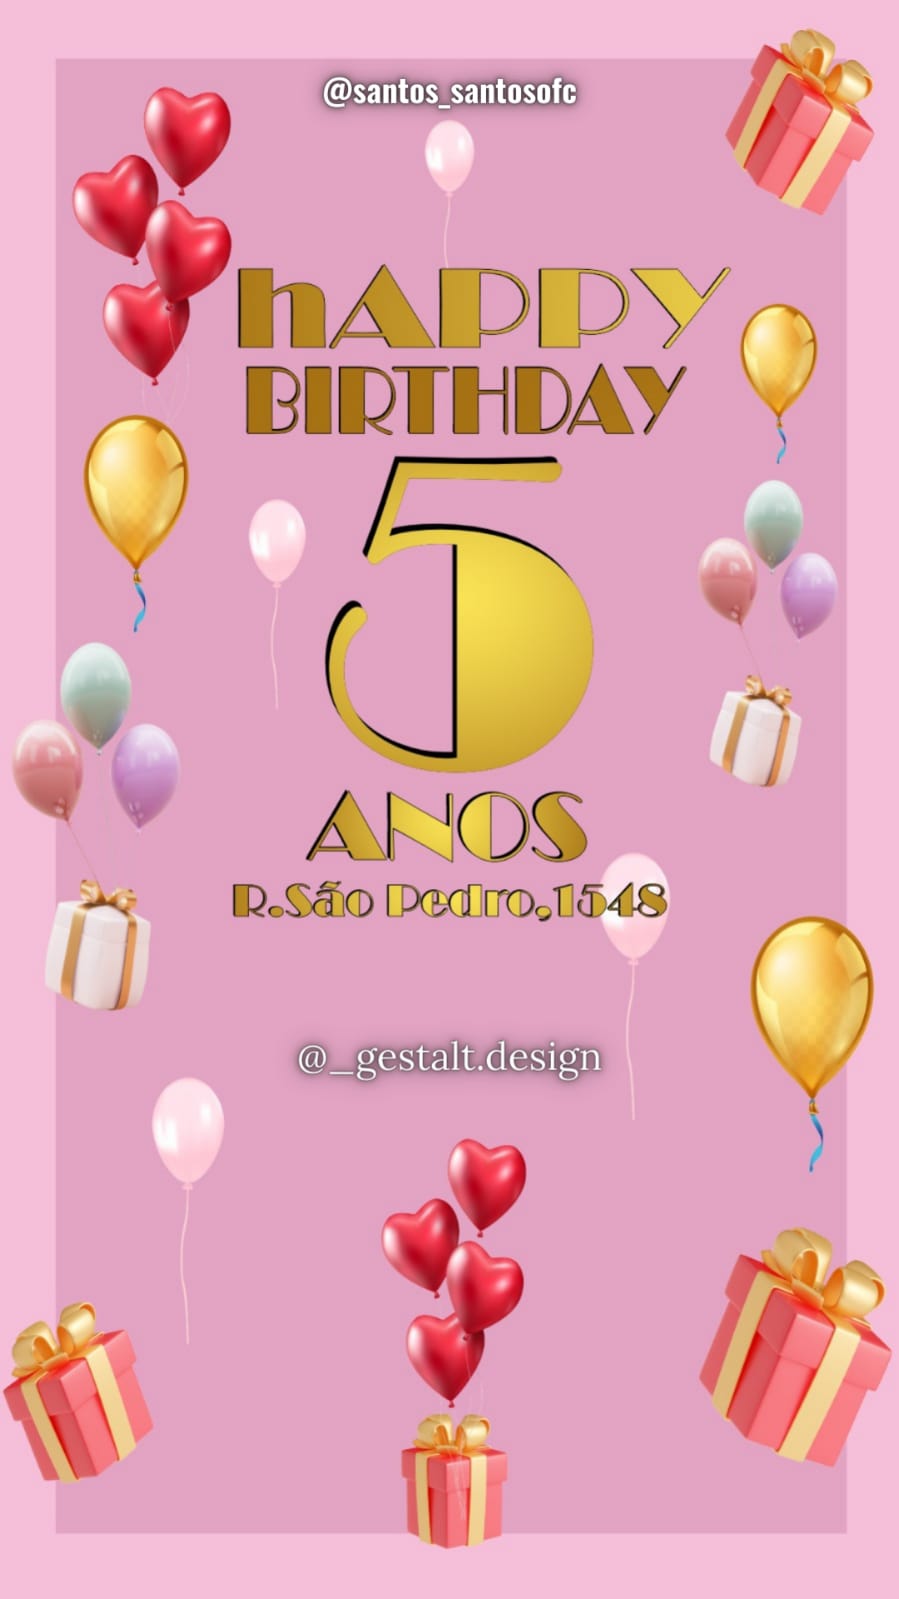 @santos_santosofc
hAPPY
BIRTHDAY
5
ANOS
R.São Pedro,1548
@_gestalt.design